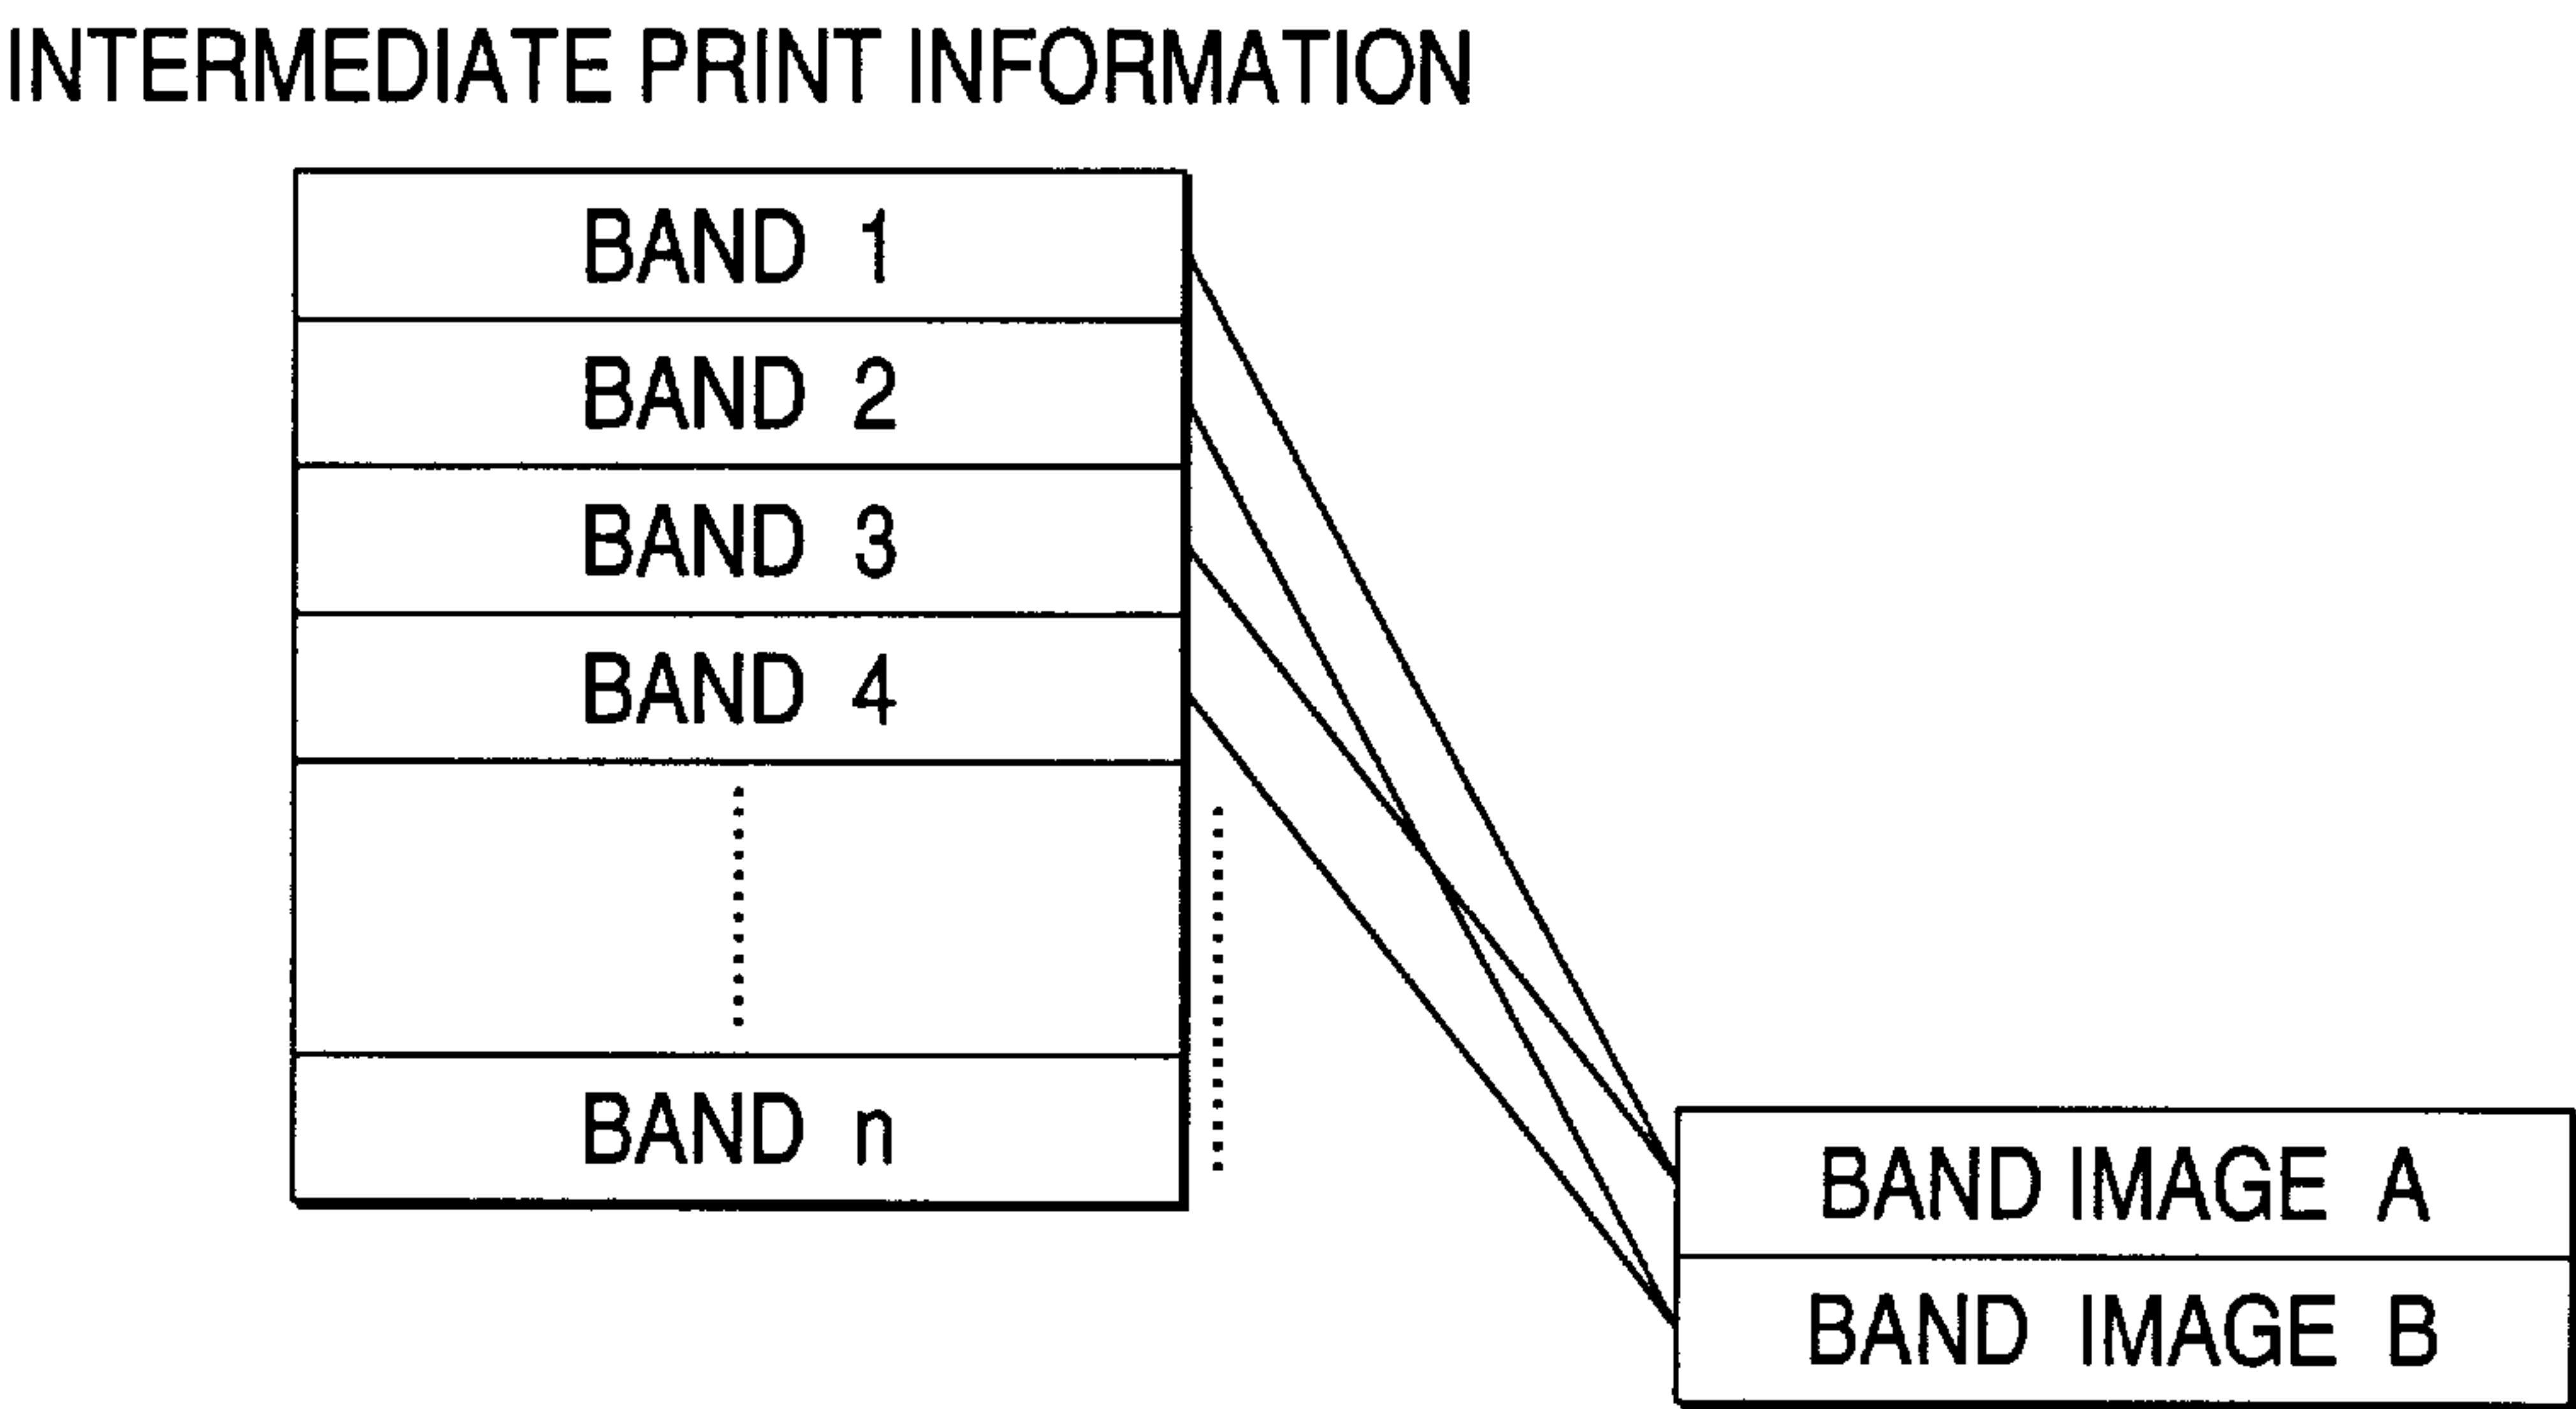 INTERMEDIATE PRINT INFORMATION
BAND 1
BAND 2
BAND 3
BAND 4
BAND n
BAND IMAGE A
BAND IMAGE B